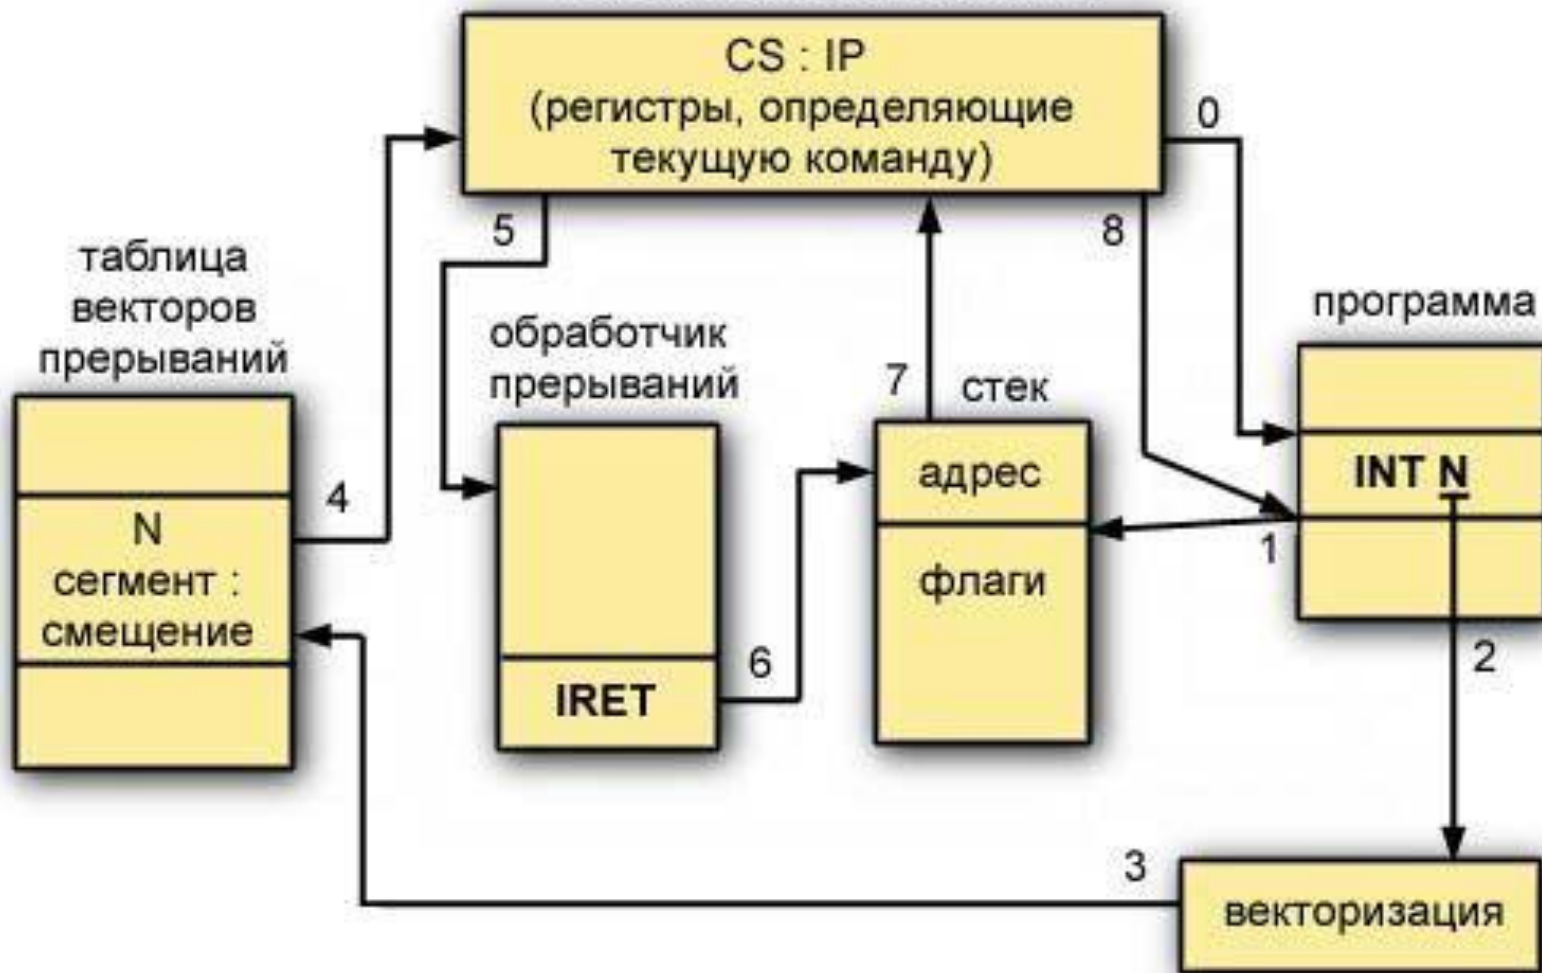 CS : IP
(регистры, определяющие
текущую команду)
0
5
8
таблица
векторов
прерываний
обработчик
прерываний
программа
7
стек
4
N
сегмент :
смещение
адрес
флаги
INT N
1
6
IRET
2
3
векторизация